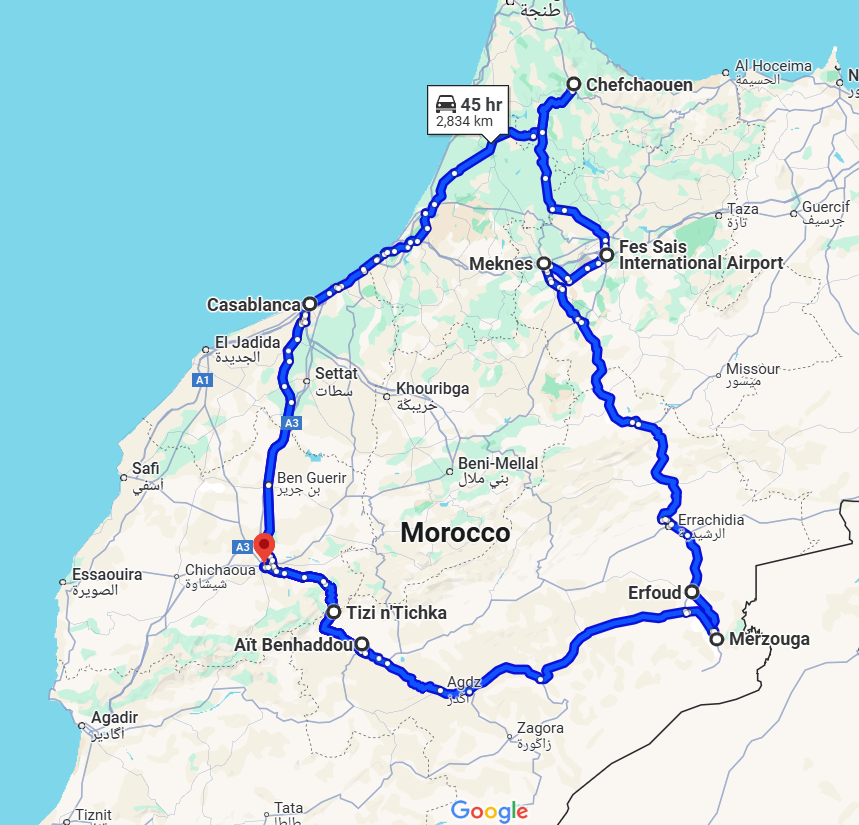 طنجة
Al Hoceima
الحسيمة
Chefchaouen
45 hr
2,834 km
Taza
تازة
Guercif
جرسيف
Fes Sais
International Airport
Meknes
Casablanca
El Jadida
الجديدة
A1
Settat
سطات
Khouribga
خريبكة
Missour
ميسور
A3
Safi
آسفي
Beni-Mellal
بني ملال
Ben Guerir
بن جرير
Morocco
Errachidia
الرشيدية
A3
Chichaoua
شيشاوة
Essaouira
الصويرة
Erfoud
Tizi n'Tichka
Merzouga
Aït Benhaddou
Agdz
أكدز
Agadir
أكادير
Zagora
زاكورة
Google
Tata
طاطا
Tiznit